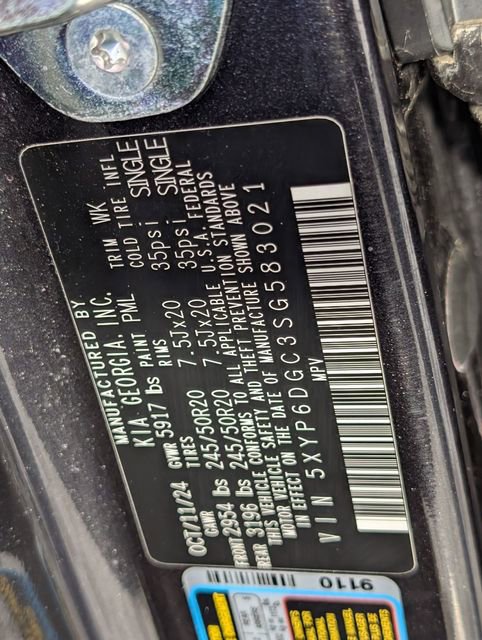 MANUFACTURED BY
KIA GEORGIA, INC.
OCT/11/24 GVWR 5917 lbs PAINT PML TRIM WK
GAWR TIRES RIMS COLD TIRE INFL
FRONT 2954 lbs 245/50R20 7.5Jx20 35psi SINGLE
REAR 3196 lbs 245/50R20 7.5Jx20 35psi SINGLE
THIS VEHICLE CONFORMS TO ALL APPLICABLE U.S.A. FEDERAL
MOTOR VEHICLE SAFETY AND THEFT PREVENTION STANDARDS
IN EFFECT ON THE DATE OF MANUFACTURE SHOWN ABOVE
VIN 5XYP6DGC3SG583021
MPV
9110